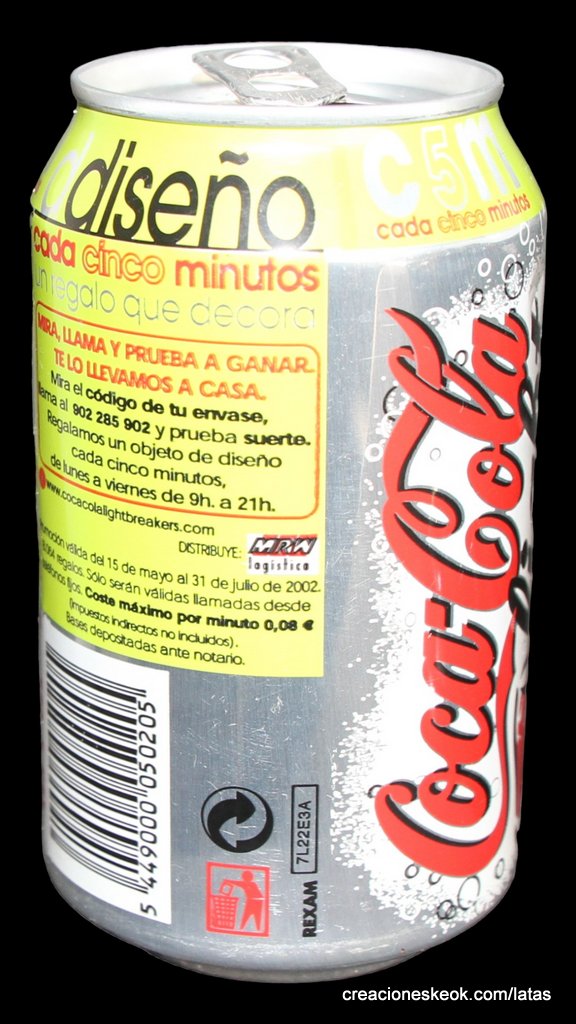 d diseño
c5m
cada cinco minutos
cada cinco minutos
un regalo que decora
MIRA, LLAMA Y PRUEBA A GANAR.
TE LO LLEVAMOS A CASA.
Mira el código de tu envase,
llama al 902 285 902 y prueba suerte.
Regalamos un objeto de diseño
cada cinco minutos,
de lunes a viernes de 9h. a 21h.
www.cocacolalightbreakers.com
DISTRIBUYE: MRW
logística
válida del 15 de mayo al 31 de julio de 2002.
regalos. Sólo serán válidas llamadas desde
teléfonos fijos. Coste máximo por minuto 0,08 €
(impuestos indirectos no incluidos).
Bases depositadas ante notario.
5 449000 050205
REXAM 7L22E3A
Coca-Cola
creacioneskeok.com/latas